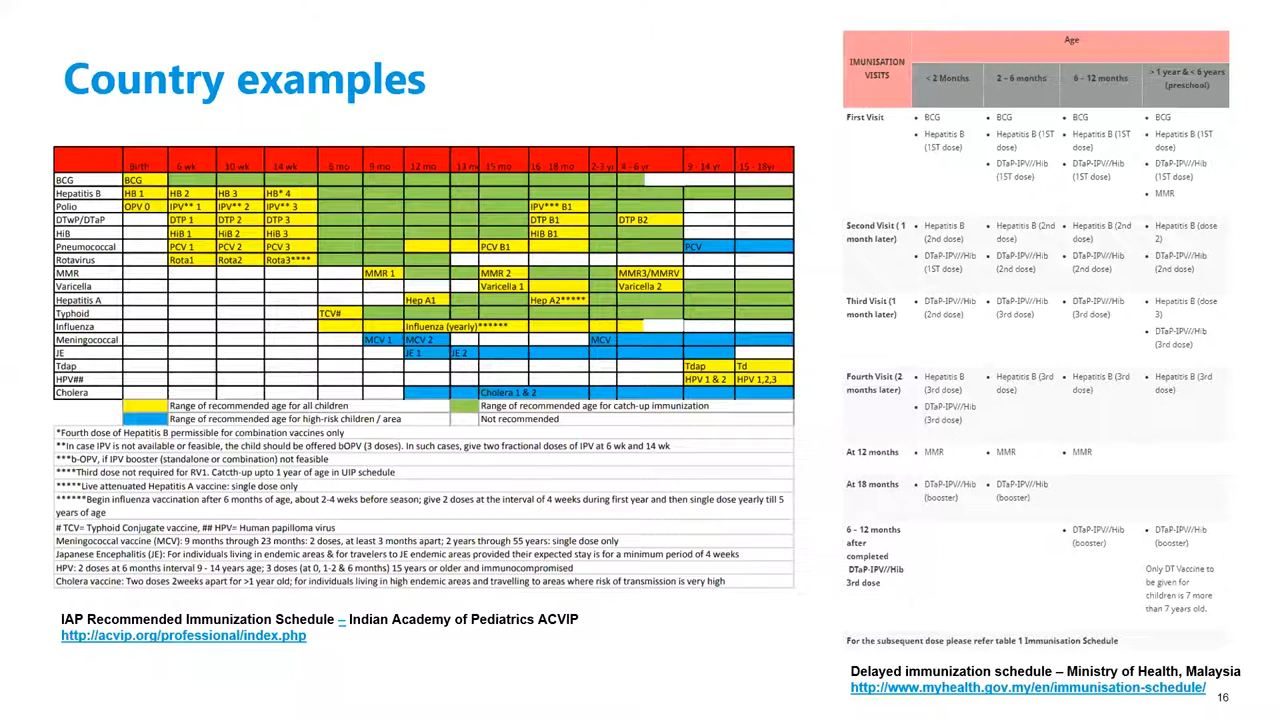 Country examples
Birth 6 wk 10 wk 14 wk 6 mo 9 mo 12 mo 13 mo 15 mo 16 - 18 mo 2-3 yr 4 - 6 yr 9 - 14 yr 15 - 18yr
BCG BCG
Hepatitis B HB 1 HB 2 HB 3 HB* 4
Polio OPV 0 IPV** 1 IPV** 2 IPV** 3 IPV*** B1
DTwP/DTaP DTP 1 DTP 2 DTP 3 DTP B1 DTP B2
HiB HiB 1 HiB 2 HiB 3 HIB B1
Pneumococcal PCV 1 PCV 2 PCV 3 PCV B1 PCV
Rotavirus Rota1 Rota2 Rota3****
MMR MMR 1 MMR 2 MMR3/MMRV
Varicella Varicella 1 Varicella 2
Hepatitis A Hep A1 Hep A2*****
Typhoid TCV#
Influenza Influenza (yearly)******
Meningococcal MCV 1 MCV 2 MCV
JE JE 1 JE 2
Tdap Tdap Td
HPV## HPV 1 & 2 HPV 1,2,3
Cholera Cholera 1 & 2
Range of recommended age for all children Range of recommended age for catch-up immunization
Range of recommended age for high-risk children / area Not recommended
*Fourth dose of Hepatitis B permissible for combination vaccines only
**In case IPV is not available or feasible, the child should be offered bOPV (3 doses). In such cases, give two fractional doses of IPV at 6 wk and 14 wk
***b-OPV, if IPV booster (standalone or combination) not feasible
****Third dose not required for RV1. Catcth-up upto 1 year of age in UIP schedule
*****Live attenuated Hepatitis A vaccine: single dose only
******Begin influenza vaccination after 6 months of age, about 2-4 weks before season; give 2 doses at the interval of 4 weeks during first year and then single dose yearly till 5
years of age
# TCV= Typhoid Conjugate vaccine, ## HPV= Human papilloma virus
Meningococcal vaccine (MCV): 9 months through 23 months: 2 doses, at least 3 months apart; 2 years through 55 years: single dose only
Japanese Encephalitis (JE): For individuals living in endemic areas & for travelers to JE endemic areas provided their expected stay is for a minimum period of 4 weeks
HPV: 2 doses at 6 months interval 9 - 14 years age; 3 doses (at 0, 1-2 & 6 months) 15 years or older and immunocompromised
Cholera vaccine: Two doses 2weeks apart for >1 year old; for individuals living in high endemic areas and travelling to areas where risk of transmission is very high
IAP Recommended Immunization Schedule – Indian Academy of Pediatrics ACVIP
http://acvip.org/professional/index.php
Age
IMUNISATION
VISITS
< 2 Months 2 – 6 months 6 – 12 months > 1 year & < 6 years
(preschool)
First Visit • BCG • BCG • BCG • BCG
• Hepatitis B • Hepatitis B (1ST • Hepatitis B (1ST • Hepatitis B (1ST
(1ST dose) dose) dose) dose)
• DTaP-IPV//Hib • DTaP-IPV//Hib • DTaP-IPV//Hib
(1ST dose) (1ST dose) (1ST dose)
• MMR
Second Visit ( 1 • Hepatitis B • Hepatitis B (2nd • Hepatitis B (2nd • Hepatitis B (dose
month later) (2nd dose) dose) dose) 2)
• DTaP-IPV//Hib • DTaP-IPV//Hib • DTaP-IPV//Hib • DTaP-IPV//Hib
(1ST dose) (2nd dose) (2nd dose) (2nd dose)
Third Visit (1 • DTaP-IPV//Hib • DTaP-IPV//Hib • DTaP-IPV//Hib • Hepatitis B (dose
month later) (2nd dose) (3rd dose) (3rd dose) 3)
• DTaP-IPV//Hib
(3rd dose)
Fourth Visit (2 • Hepatitis B • Hepatitis B (3rd • Hepatitis B (3rd • Hepatitis B (3rd
months later) (3rd dose) dose) dose) dose)
• DTaP-IPV//Hib
(3rd dose)
At 12 months • MMR • MMR • MMR
At 18 months • DTaP-IPV//Hib • DTaP-IPV//Hib
(booster) (booster)
6 – 12 months • DTaP-IPV//Hib • DTaP-IPV//Hib
after (booster) (booster)
completed
DTaP-IPV//Hib Only DT Vaccine to
3rd dose be given for
children is 7 more
than 7 years old.
For the subsequent dose please refer table 1 Immunisation Schedule
Delayed immunization schedule – Ministry of Health, Malaysia
http://www.myhealth.gov.my/en/immunisation-schedule/
16